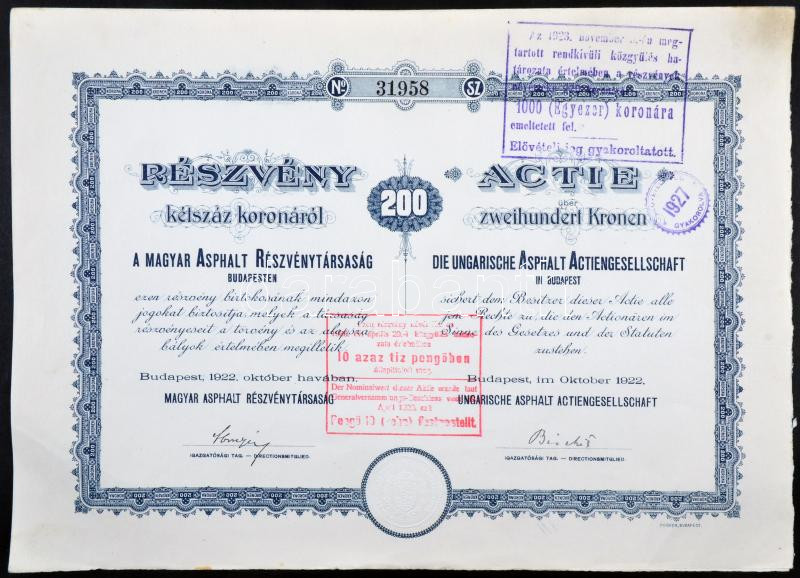 Nº 31958 SZ
Az 1923. november
tartott rendkívüli közgyűlés ha-
tározata értelmében a részvények
1000 (Egyezer) koronára
emeltetett fel.
Elővételi jog gyakoroltatott.
RÉSZVÉNY
kétszáz koronáról
200
ACTIE
über
zweihundert Kronen
1927
A MAGYAR ASPHALT RÉSZVÉNYTÁRSASÁG
BUDAPESTEN
ezen részvény birtokosának mindazon
jogokat biztosítja, melyek a társaság
részvényeseit a törvény és az alapsza-
bályok értelmében megilletik.
Budapest, 1922. október havában.
MAGYAR ASPHALT RÉSZVÉNYTÁRSASÁG
IGAZGATÓSÁGI TAG. — DIRECTIONSMITGLIED.
DIE UNGARISCHE ASPHALT ACTIENGESELLSCHAFT
IN BUDAPEST
sichert dem Besitzer dieser Actie alle
jene Rechte zu, die den Actionären im
Sinne des Gesetzes und der Statuten
zustehen.
Budapest, im Oktober 1922.
UNGARISCHE ASPHALT ACTIENGESELLSCHAFT
IGAZGATÓSÁGI TAG. — DIRECTIONSMITGLIED.
10 azaz tiz pengőben
Der Nominalwert dieser Actie wurde laut
Pengő 10 festgestellt.